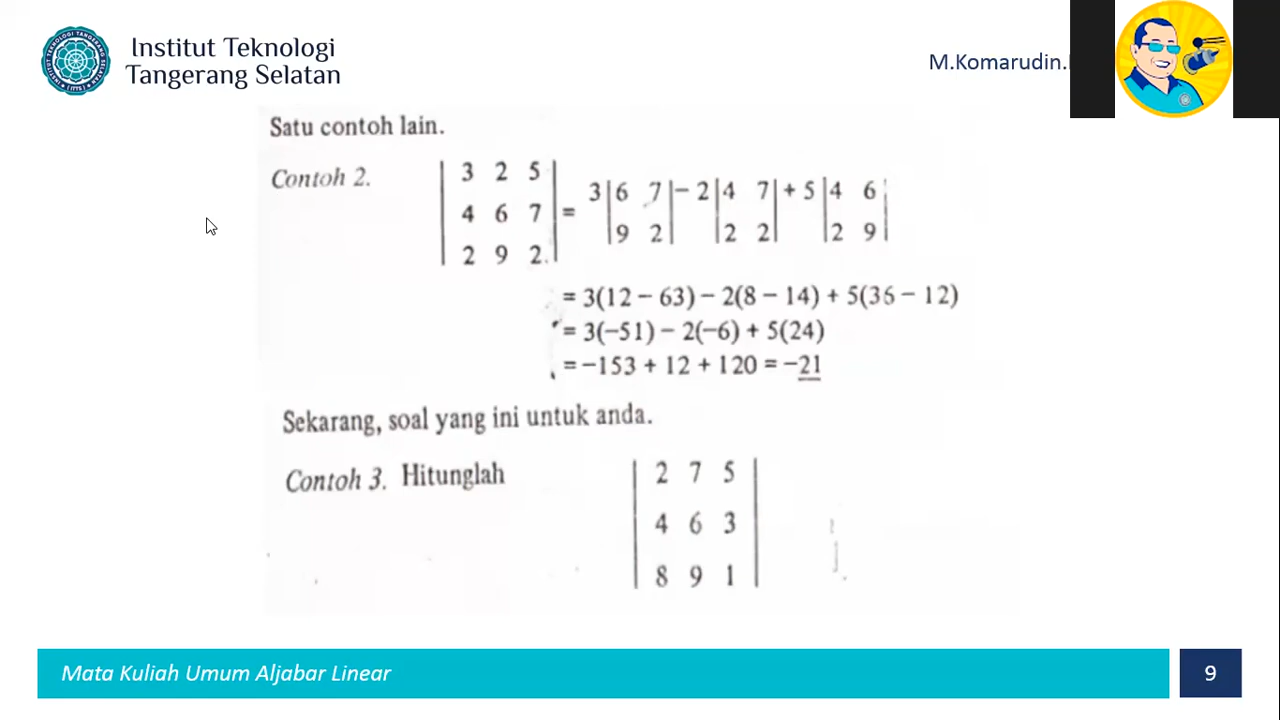 Institut Teknologi
Tangerang Selatan
M.Komarudin.
Satu contoh lain.
Contoh 2.
| 3 2 5 |
| 4 6 7 | = 3 | 6 7 | − 2 | 4 7 | + 5 | 4 6 |
| 2 9 2. | | 9 2 | | 2 2 | | 2 9 |
= 3(12 − 63) − 2(8 − 14) + 5(36 − 12)
= 3(−51) − 2(−6) + 5(24)
= −153 + 12 + 120 = −21
Sekarang, soal yang ini untuk anda.
Contoh 3. Hitunglah
| 2 7 5 |
| 4 6 3 |
| 8 9 1 |
Mata Kuliah Umum Aljabar Linear
9